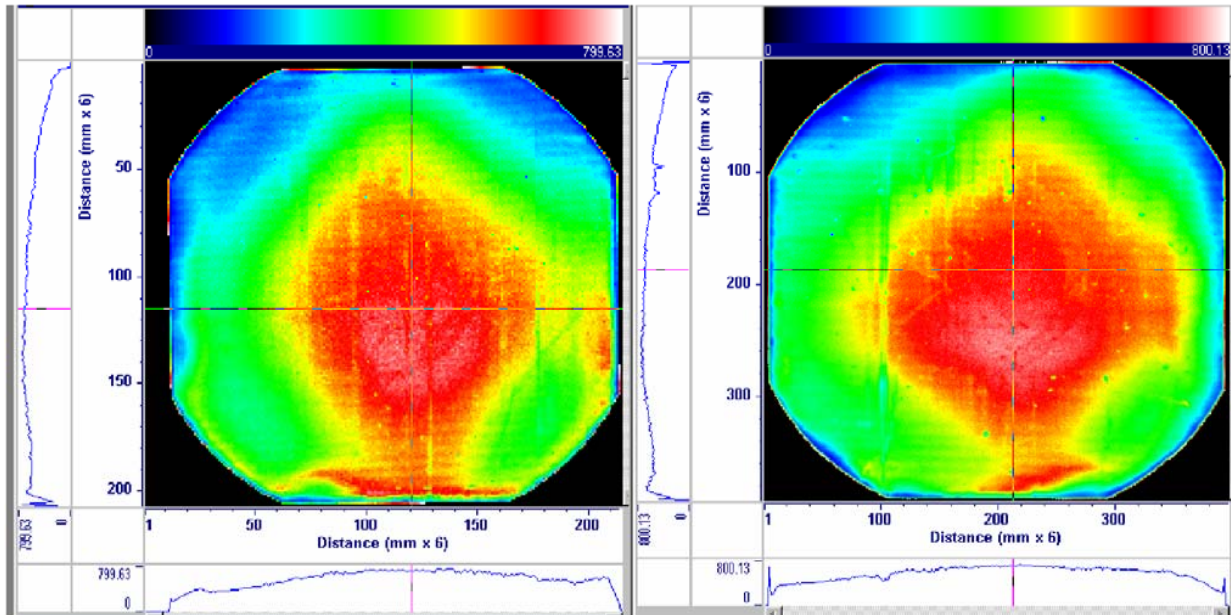 0 799.63
Distance (mm x 6)
50
100
150
200
1 50 100 150 200
Distance (mm x 6)
799.63 0
799.63
0
0 800.13
Distance (mm x 6)
100
200
300
1 100 200 300
Distance (mm x 6)
800.13 0
800.13
0